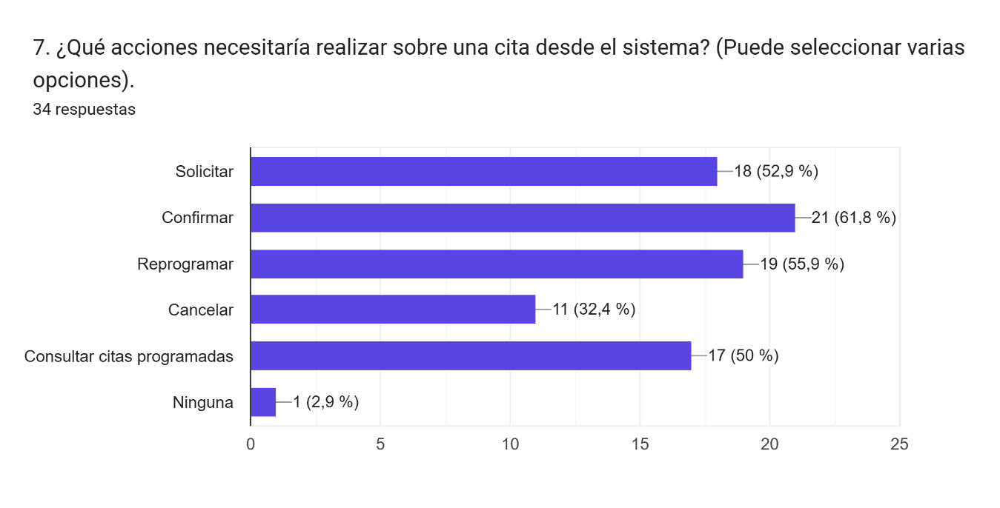 7. ¿Qué acciones necesitaría realizar sobre una cita desde el sistema? (Puede seleccionar varias
opciones).
34 respuestas
Solicitar
18 (52,9 %)
Confirmar
21 (61,8 %)
Reprogramar
19 (55,9 %)
Cancelar
11 (32,4 %)
Consultar citas programadas
17 (50 %)
Ninguna
1 (2,9 %)
0 5 10 15 20 25